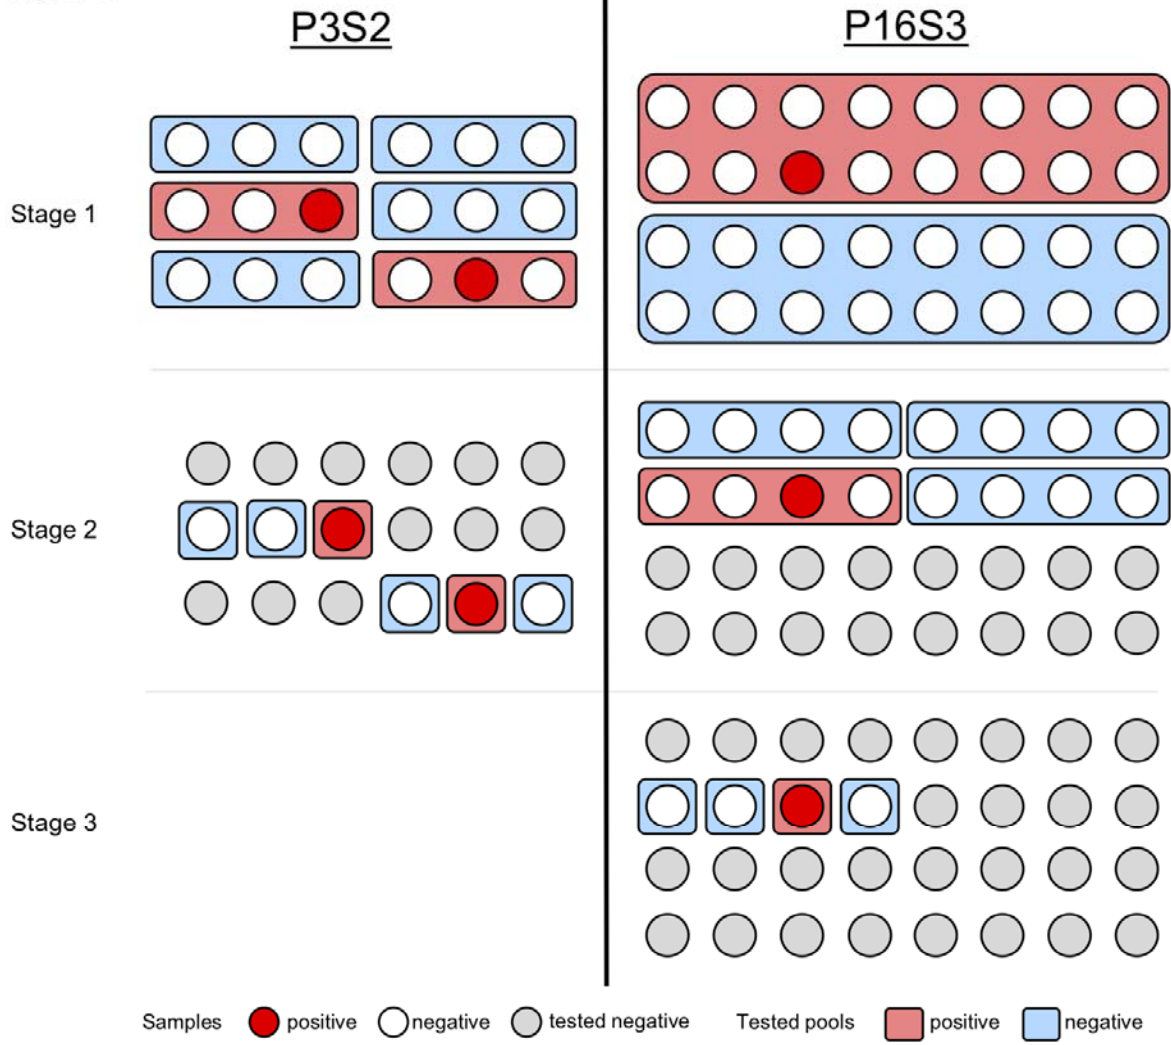 P3S2
P16S3
Stage 1
Stage 2
Stage 3
Samples positive negative tested negative Tested pools positive negative